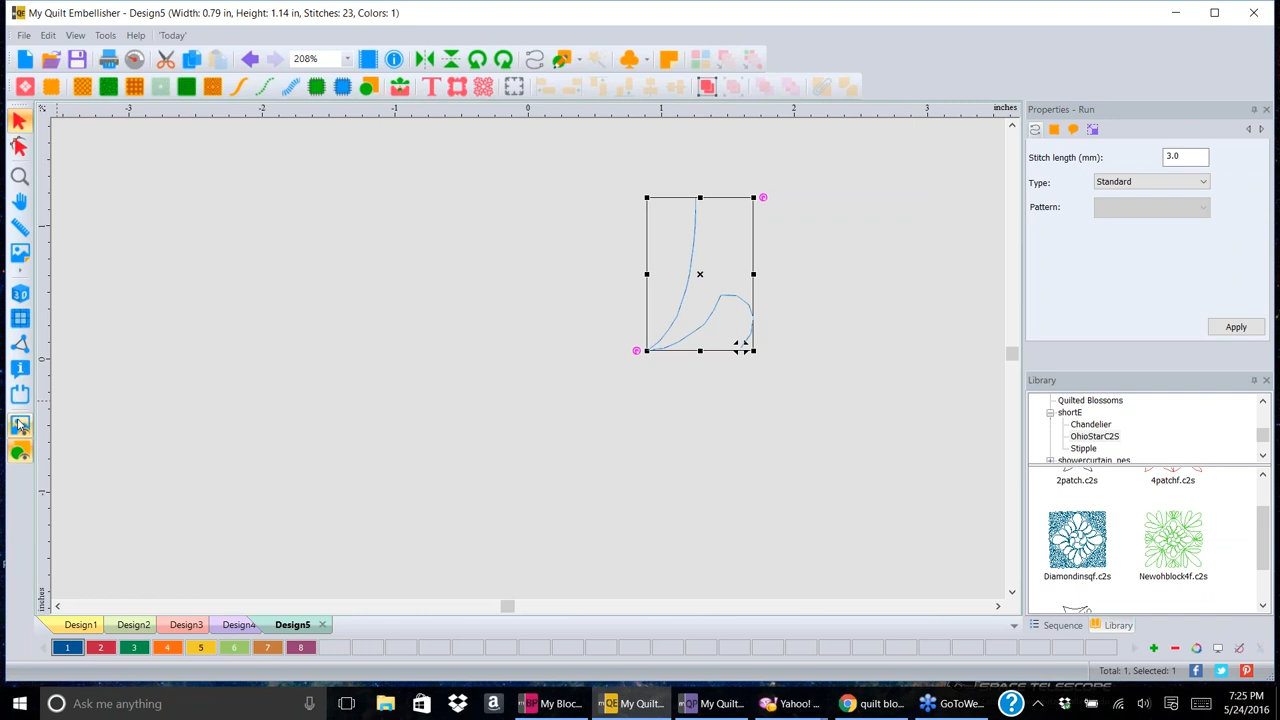 My Quilt Embellisher - Design5 (Width: 0.79 in, Height: 1.14 in, Stitches: 23, Colors: 1)
File Edit View Tools Help 'Today'
208%
-3 -2 -1 0 1 2 3 inches
Properties - Run
Stitch length (mm): 3.0
Type: Standard
Pattern:
Apply
Library
Quilted Blossoms
shortE
Chandelier
OhioStarC2S
Stipple
showercurtain_pes
2patch.c2s 4patchf.c2s
Diamondinsqf.c2s Newohblock4f.c2s
inches
Design1 Design2 Design3 Design4 Design5
Sequence Library
1 2 3 4 5 6 7 8
Total: 1, Selected: 1
Ask me anything
My Bloc... My Quilt... My Quilt... Yahoo! ... quilt blo... GoToWe...
7:25 PM
5/24/2016